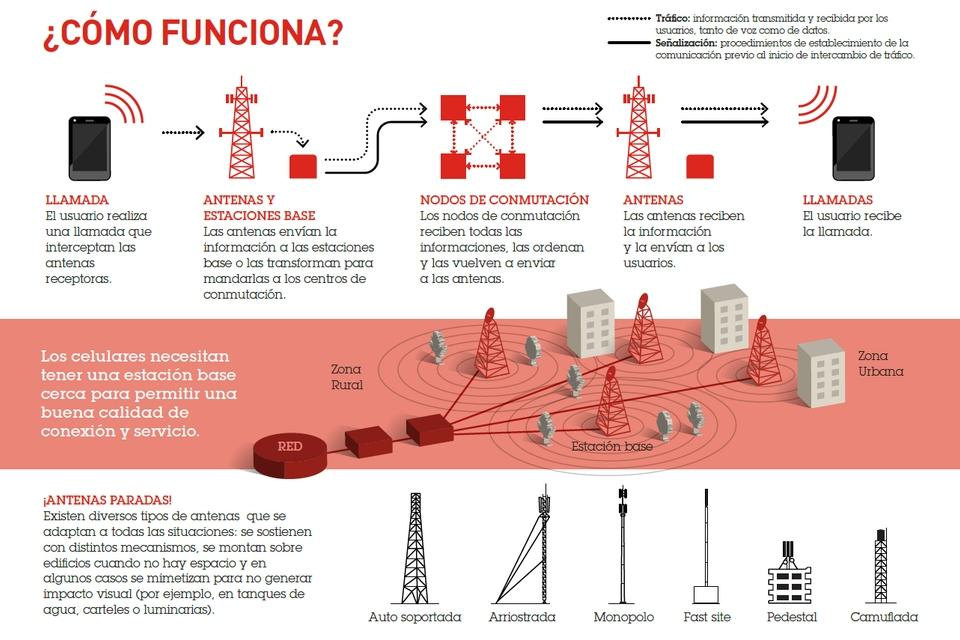 ¿CÓMO FUNCIONA?
Tráfico: información transmitida y recibida por los
usuarios, tanto de voz como de datos.
Señalización: procedimientos de establecimiento de la
comunicación previo al inicio de intercambio de tráfico.
LLAMADA
El usuario realiza
una llamada que
interceptan las
antenas
receptoras.
ANTENAS Y
ESTACIONES BASE
Las antenas envían la
información a las estaciones
base o las transforman para
mandarlas a los centros de
conmutación.
NODOS DE CONMUTACIÓN
Los nodos de conmutación
reciben todas las
informaciones, las ordenan
y las vuelven a enviar
a las antenas.
ANTENAS
Las antenas reciben
la información
y la envían a los
usuarios.
LLAMADAS
El usuario recibe
la llamada.
Los celulares necesitan
tener una estación base
cerca para permitir una
buena calidad de
conexión y servicio.
Zona
Rural
Zona
Urbana
RED
Estación base
¡ANTENAS PARADAS!
Existen diversos tipos de antenas que se
adaptan a todas las situaciones: se sostienen
con distintos mecanismos, se montan sobre
edificios cuando no hay espacio y en
algunos casos se mimetizan para no generar
impacto visual (por ejemplo, en tanques de
agua, carteles o luminarias).
Auto soportada
Arriostrada
Monopolo
Fast site
Pedestal
Camuflada